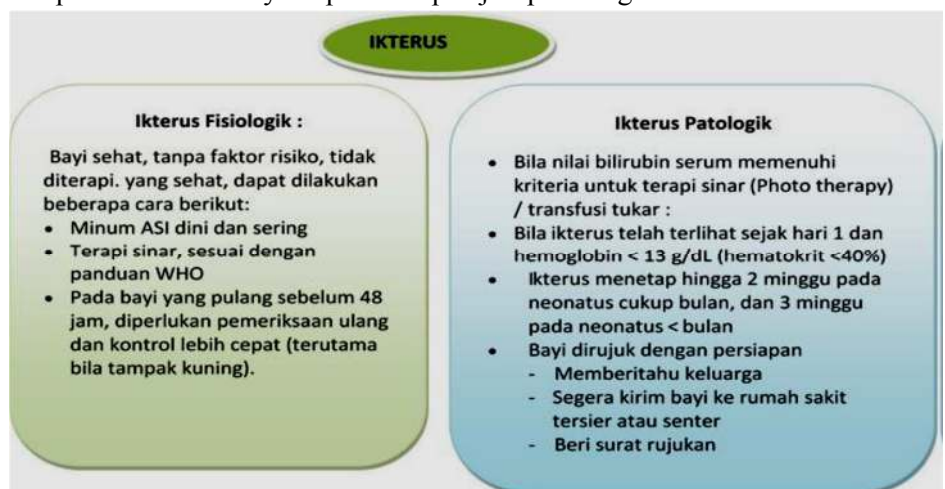 IKTERUS
Ikterus Fisiologik :
Bayi sehat, tanpa faktor risiko, tidak
diterapi. yang sehat, dapat dilakukan
beberapa cara berikut:
• Minum ASI dini dan sering
• Terapi sinar, sesuai dengan
panduan WHO
• Pada bayi yang pulang sebelum 48
jam, diperlukan pemeriksaan ulang
dan kontrol lebih cepat (terutama
bila tampak kuning).
Ikterus Patologik
• Bila nilai bilirubin serum memenuhi
kriteria untuk terapi sinar (Photo therapy)
/ transfusi tukar :
• Bila ikterus telah terlihat sejak hari 1 dan
hemoglobin < 13 g/dL (hematokrit <40%)
• Ikterus menetap hingga 2 minggu pada
neonatus cukup bulan, dan 3 minggu
pada neonatus < bulan
• Bayi dirujuk dengan persiapan
- Memberitahu keluarga
- Segera kirim bayi ke rumah sakit
tersier atau senter
- Beri surat rujukan